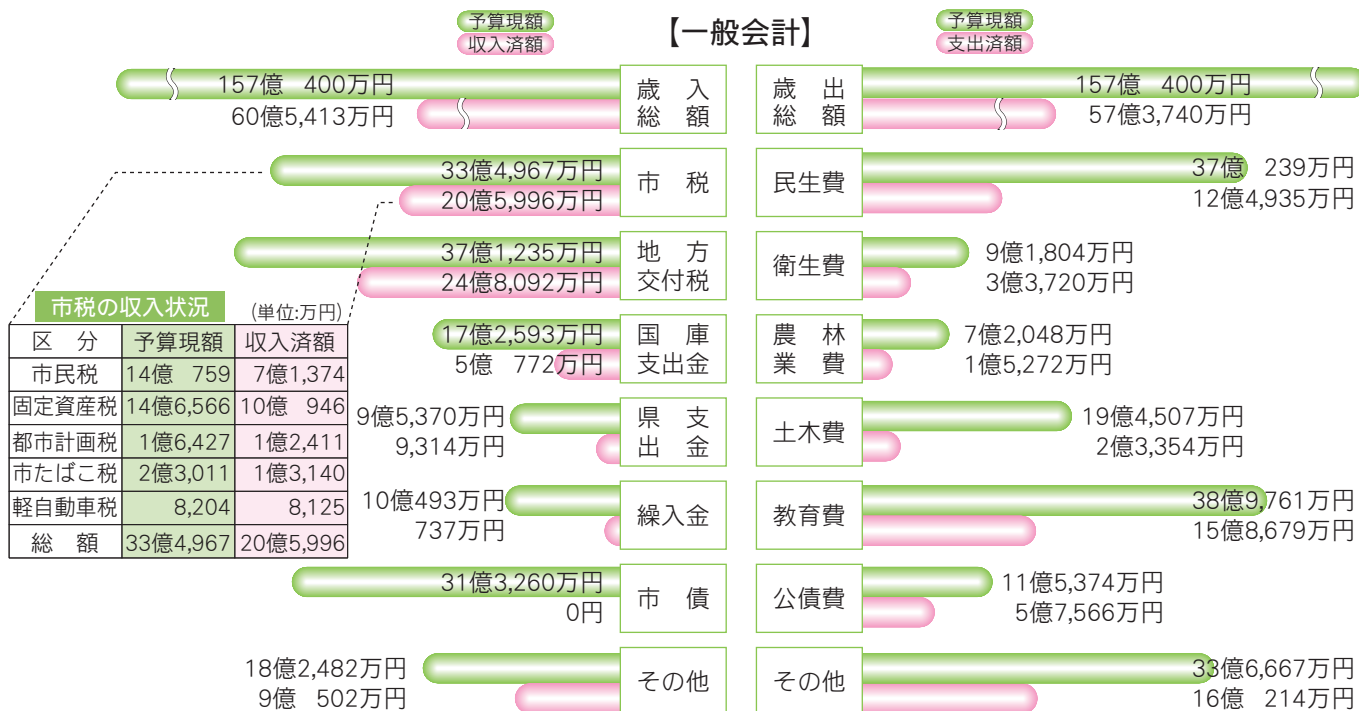 【一般会計】
予算現額
収入済額
予算現額
支出済額
157億 400万円
60億5,413万円
歳入
総額
33億4,967万円
20億5,996万円
市税
37億1,235万円
24億8,092万円
地方
交付税
17億2,593万円
5億 772万円
国庫
支出金
9億5,370万円
9,314万円
県支
出金
10億493万円
737万円
繰入金
31億3,260万円
0円
市債
18億2,482万円
9億 502万円
その他
歳出
総額
157億 400万円
57億3,740万円
民生費
37億 239万円
12億4,935万円
衛生費
9億1,804万円
3億3,720万円
農林
業費
7億2,048万円
1億5,272万円
土木費
19億4,507万円
2億3,354万円
教育費
38億9,761万円
15億8,679万円
公債費
11億5,374万円
5億7,566万円
その他
33億6,667万円
16億 214万円
市税の収入状況 (単位:万円)
区分 予算現額 収入済額
市民税 14億 759 7億1,374
固定資産税 14億6,566 10億 946
都市計画税 1億6,427 1億2,411
市たばこ税 2億3,011 1億3,140
軽自動車税 8,204 8,125
総額 33億4,967 20億5,996